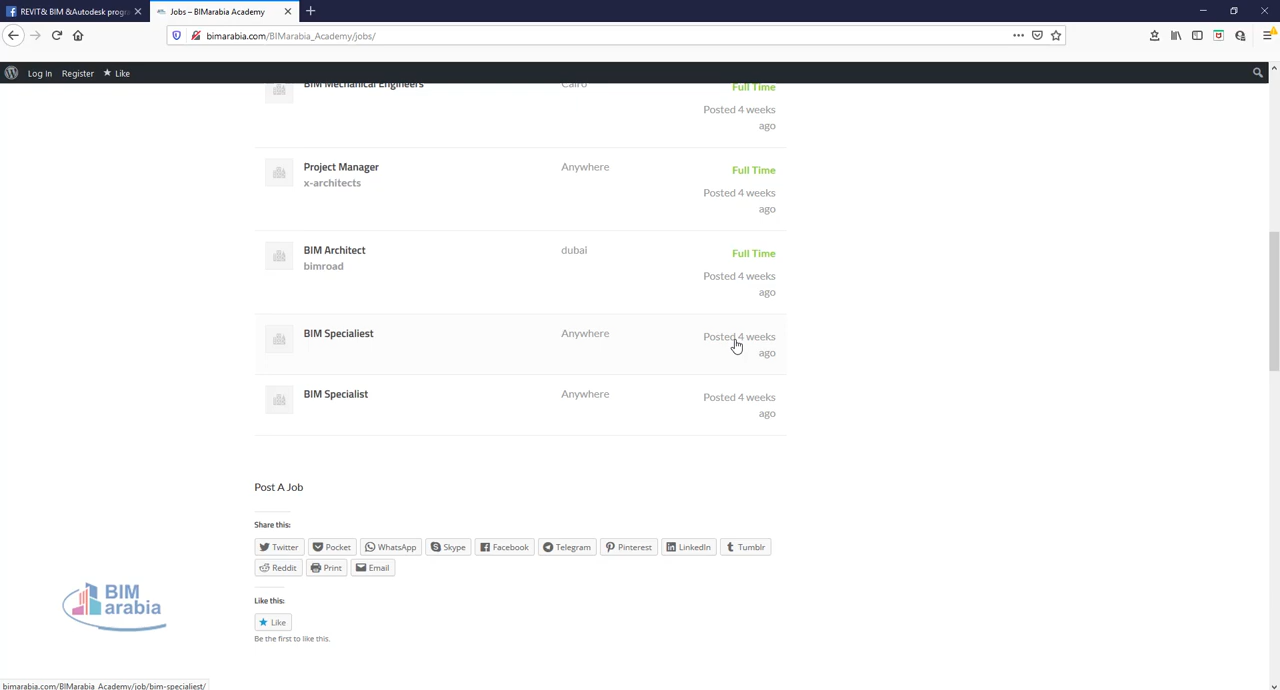 REVIT& BIM &Autodesk progra
Jobs – BIMarabia Academy
bimarabia.com/BIMarabia_Academy/jobs/
Log In Register Like
BIM Mechanical Engineers Cairo Full Time
Posted 4 weeks
ago
Project Manager Anywhere Full Time
x-architects
Posted 4 weeks
ago
BIM Architect dubai Full Time
bimroad
Posted 4 weeks
ago
BIM Specialiest Anywhere Posted 4 weeks
ago
BIM Specialist Anywhere Posted 4 weeks
ago
Post A Job
Share this:
Twitter Pocket WhatsApp Skype Facebook Telegram Pinterest LinkedIn Tumblr
Reddit Print Email
BIM
arabia
Like this:
Like
Be the first to like this.
bimarabia.com/BIMarabia_Academy/job/bim-specialiest/